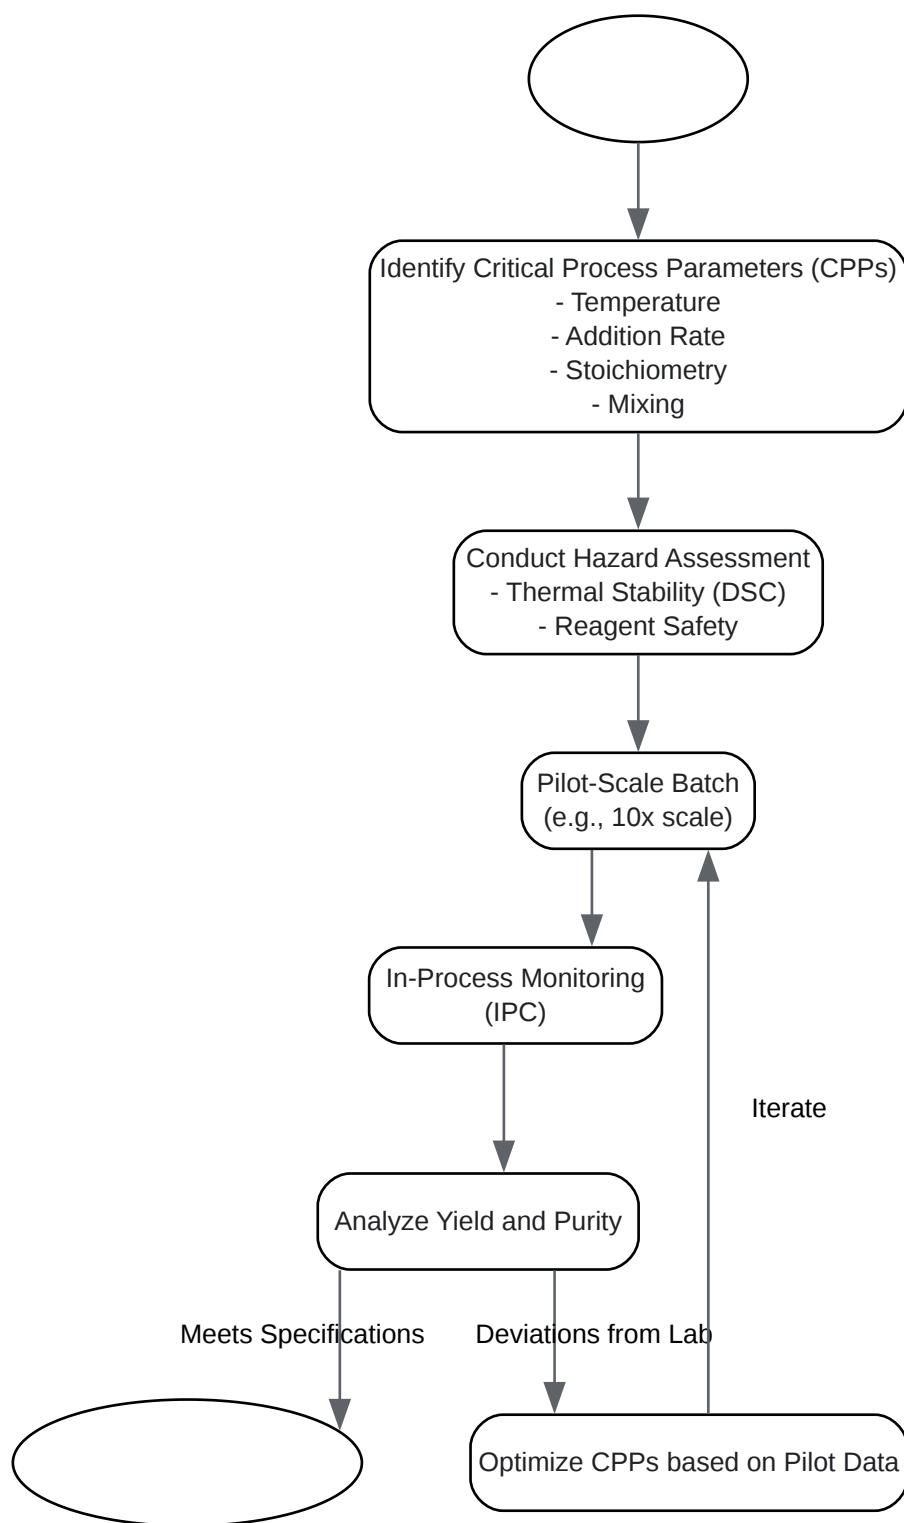 Identify Critical Process Parameters (CPPs)
- Temperature
- Addition Rate
- Stoichiometry
- Mixing
Conduct Hazard Assessment
- Thermal Stability (DSC)
- Reagent Safety
Pilot-Scale Batch
(e.g., 10x scale)
In-Process Monitoring
(IPC)
Iterate
Analyze Yield and Purity
Meets Specifications
Deviations from Lab
Optimize CPPs based on Pilot Data